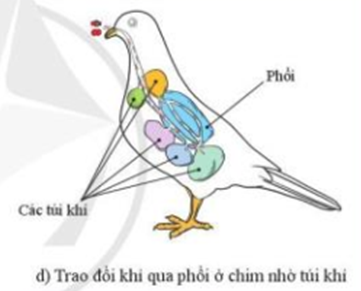 Phổi
Các túi khí
d) Trao đổi khí qua phổi ở chim nhờ túi khí